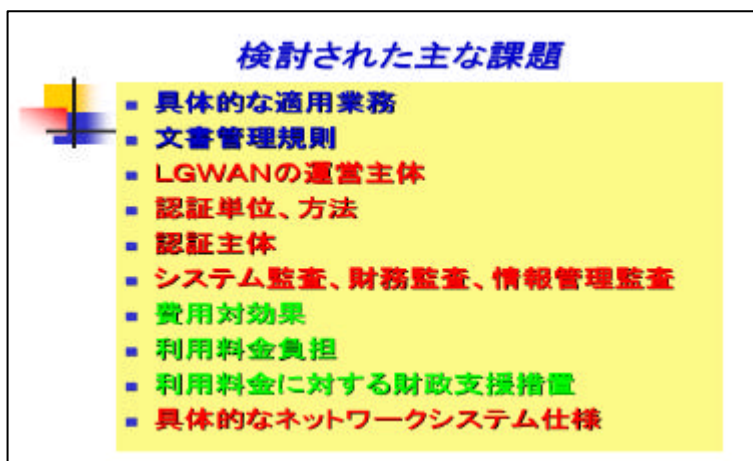 検討された主な課題
具体的な適用業務
文書管理規則
LGWANの運営主体
認証単位、方法
認証主体
システム監査、財務監査、情報管理監査
費用対効果
利用料金負担
利用料金に対する財政支援措置
具体的なネットワークシステム仕様